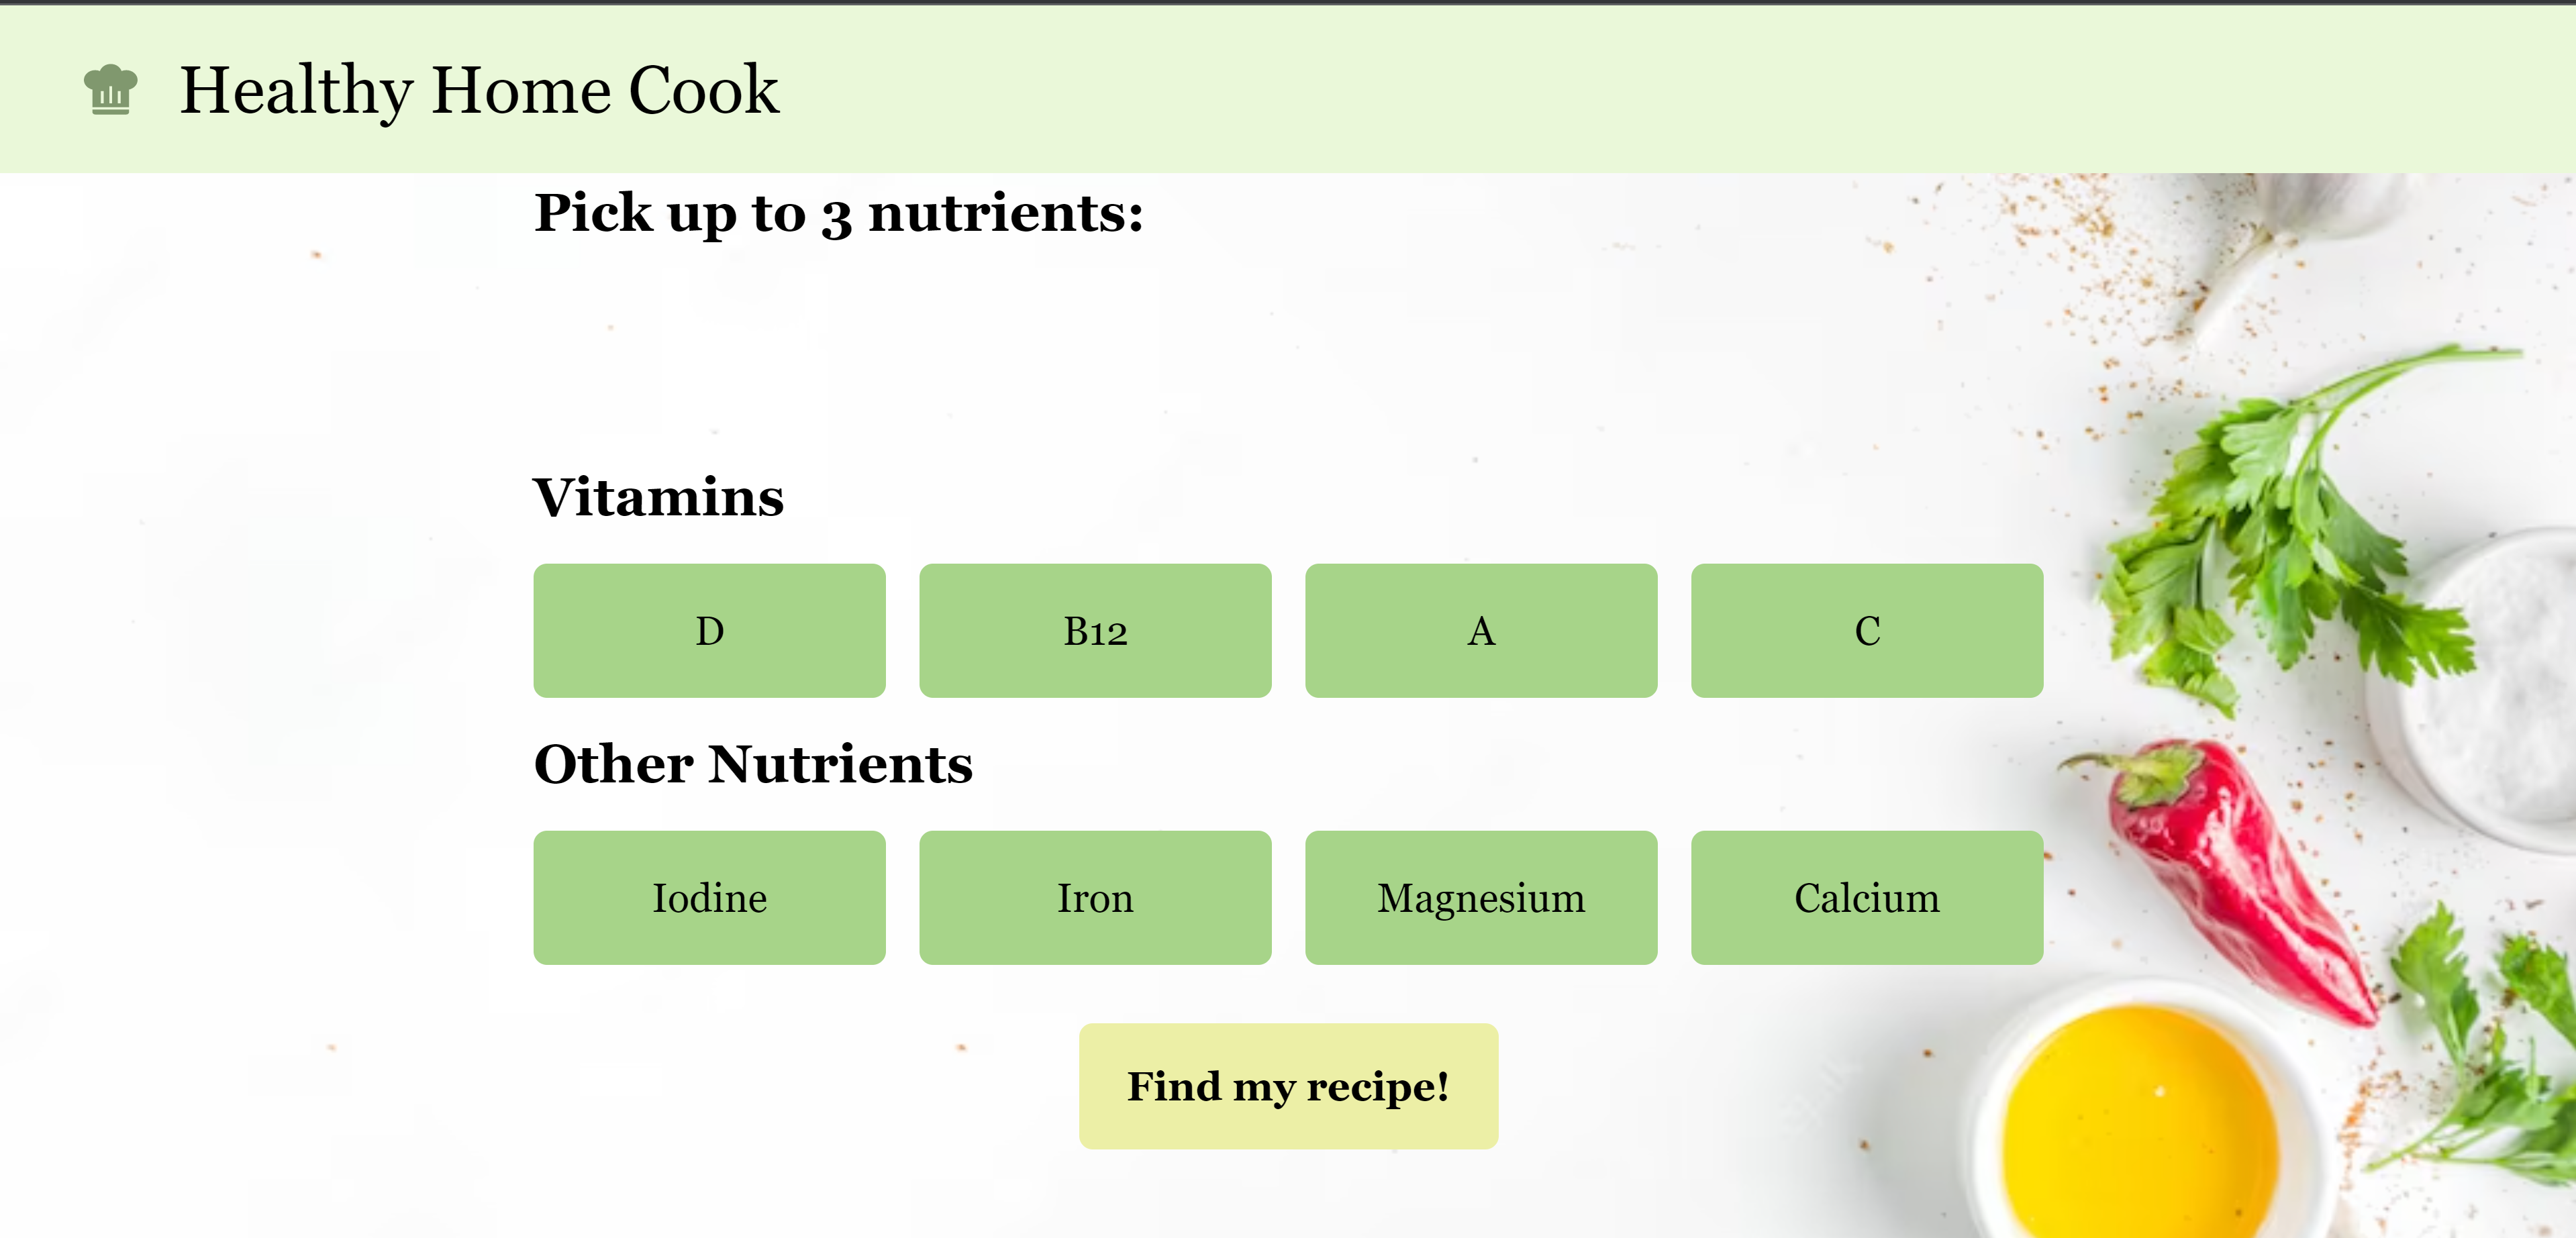 Healthy Home Cook
Pick up to 3 nutrients:
Vitamins
D
B12
A
C
Other Nutrients
Iodine
Iron
Magnesium
Calcium
Find my recipe!